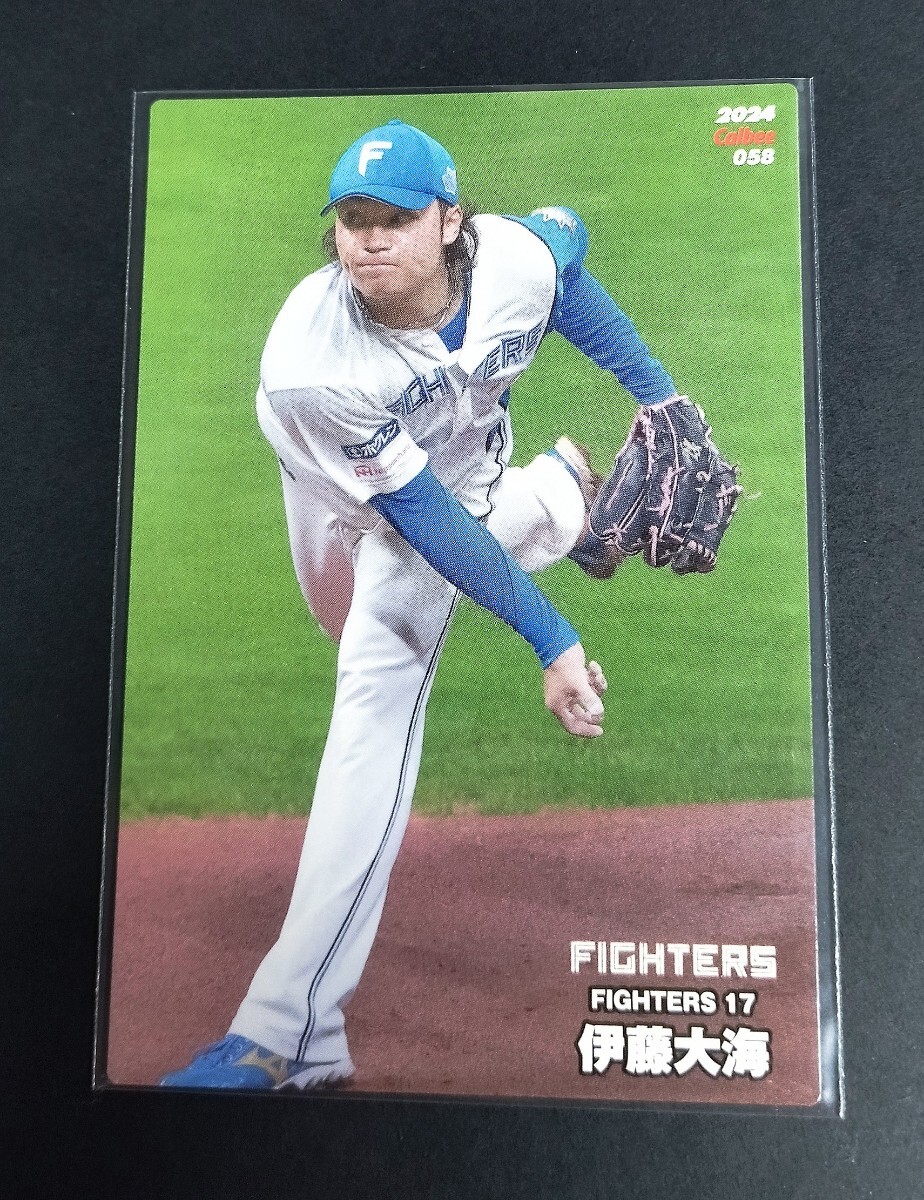 2024
Calbee
058
F
FIGHTERS
FIGHTERS 17
伊藤大海